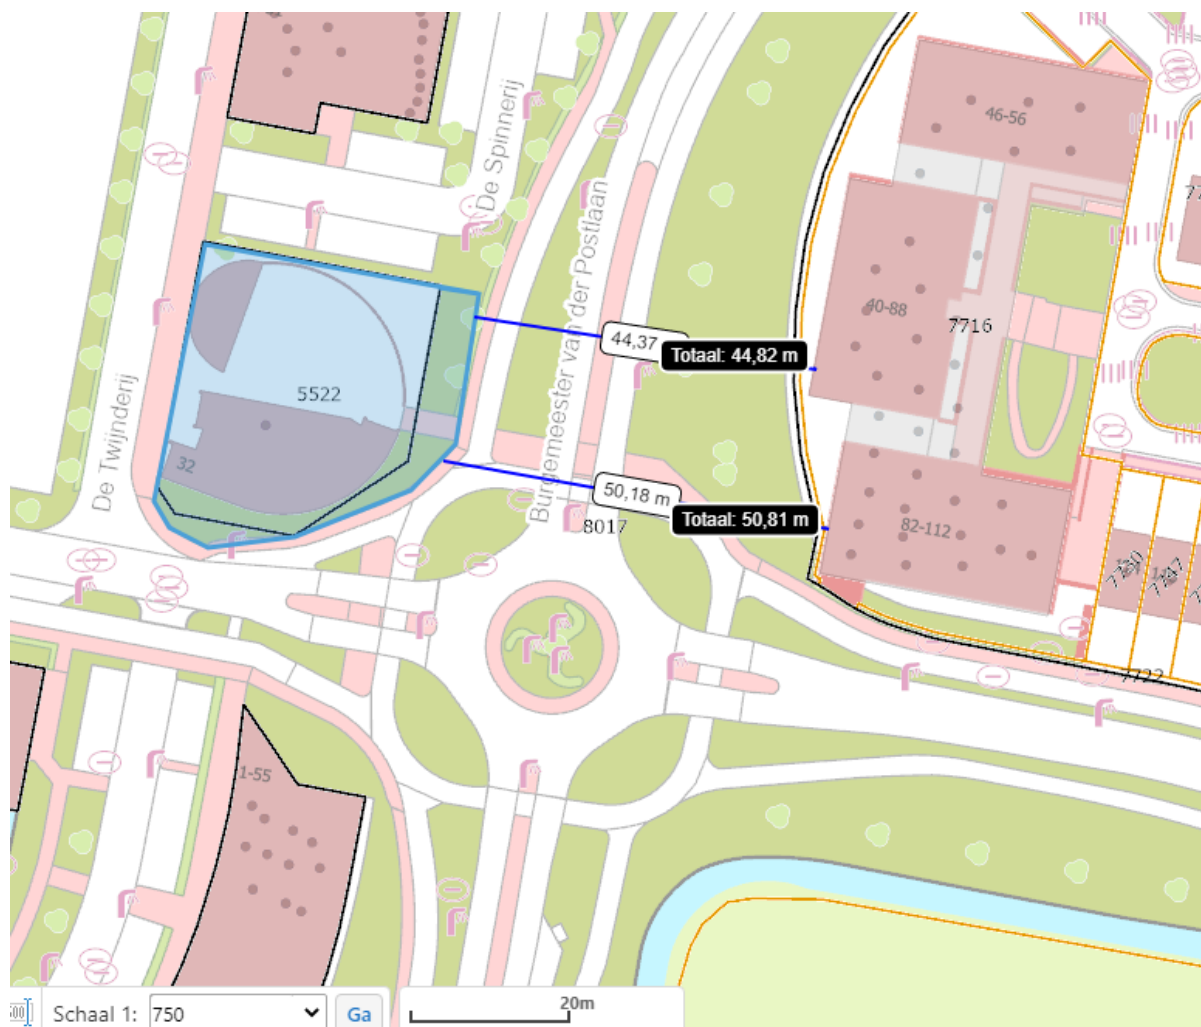 De Spinnerij
46-56
Burgemeester van der Postlaan
40-88
7716
44,37
Totaal: 44,82 m
5522
De Twijnderij
32
50,18 m
Totaal: 50,81 m
8017
82-112
7722
1-55
Schaal 1:
750
Ga
20m